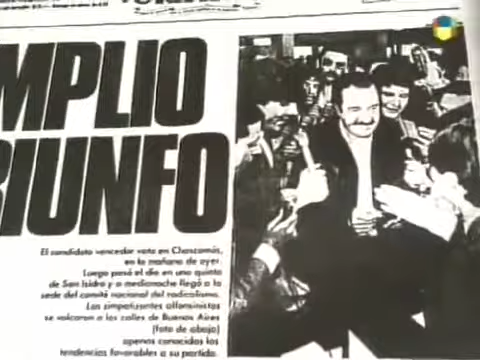 MPLIO
RIUNFO
El candidato vencedor vota en Chascomús,
en la mañana de ayer.
Luego pasó el día en una quinta
de San Isidro y a medianoche llegó a la
sede del comité nacional del radicalismo.
Los simpatizantes alfonsinistas
se volcaron a las calles de Buenos Aires
(foto de abajo)
apenas conocidas las
tendencias favorables a su partido.